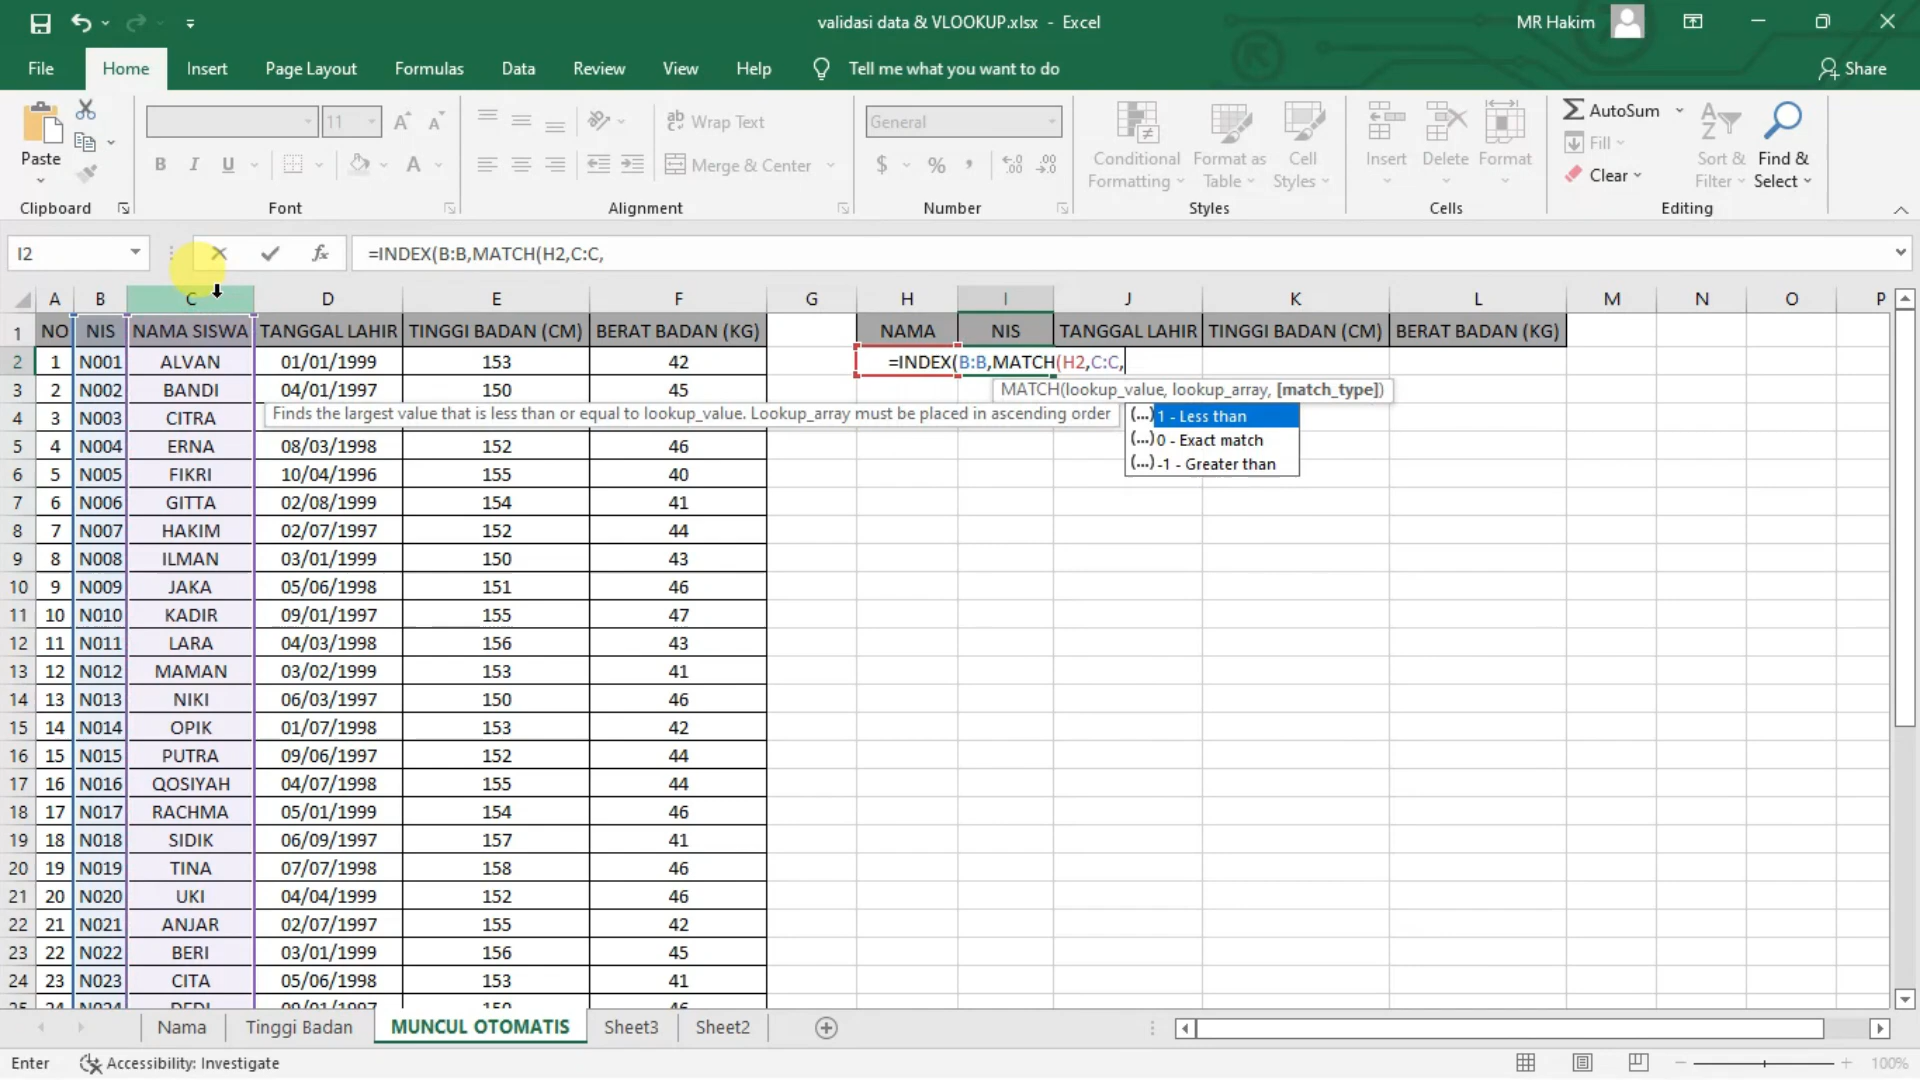 validasi data & VLOOKUP.xlsx - Excel
MR Hakim
File Home Insert Page Layout Formulas Data Review View Help Tell me what you want to do Share
Paste
11
B I U A
ab Wrap Text
Merge & Center
General
$ % ,
Conditional Formatting
Format as Table
Cell Styles
Insert Delete Format
AutoSum
Fill
Clear
Sort & Filter
Find & Select
Clipboard Font Alignment Number Styles Cells Editing
I2 fx =INDEX(B:B,MATCH(H2,C:C,
A B C D E F G H I J K L M N O P
1 NO NIS NAMA SISWA TANGGAL LAHIR TINGGI BADAN (CM) BERAT BADAN (KG) NAMA NIS TANGGAL LAHIR TINGGI BADAN (CM) BERAT BADAN (KG)
2 1 N001 ALVAN 01/01/1999 153 42 =INDEX(B:B,MATCH(H2,C:C,
3 2 N002 BANDI 04/01/1997 150 45 MATCH(lookup_value, lookup_array, [match_type])
4 3 N003 CITRA Finds the largest value that is less than or equal to lookup_value. Lookup_array must be placed in ascending order (...) 1 - Less than
(...) 0 - Exact match
(...) -1 - Greater than
5 4 N004 ERNA 08/03/1998 152 46
6 5 N005 FIKRI 10/04/1996 155 40
7 6 N006 GITTA 02/08/1999 154 41
8 7 N007 HAKIM 02/07/1997 152 44
9 8 N008 ILMAN 03/01/1999 150 43
10 9 N009 JAKA 05/06/1998 151 46
11 10 N010 KADIR 09/01/1997 155 47
12 11 N011 LARA 04/03/1998 156 43
13 12 N012 MAMAN 03/02/1999 153 41
14 13 N013 NIKI 06/03/1997 150 46
15 14 N014 OPIK 01/07/1998 153 42
16 15 N015 PUTRA 09/06/1997 152 44
17 16 N016 QOSIYAH 04/07/1998 155 44
18 17 N017 RACHMA 05/01/1999 154 46
19 18 N018 SIDIK 06/09/1997 157 41
20 19 N019 TINA 07/07/1998 158 46
21 20 N020 UKI 04/04/1999 152 46
22 21 N021 ANJAR 02/07/1997 155 42
23 22 N022 BERI 03/01/1999 156 45
24 23 N023 CITA 05/06/1998 153 41
25 24 N024 DEDI 09/01/1997 150 46
Nama Tinggi Badan MUNCUL OTOMATIS Sheet3 Sheet2
Enter Accessibility: Investigate 100%